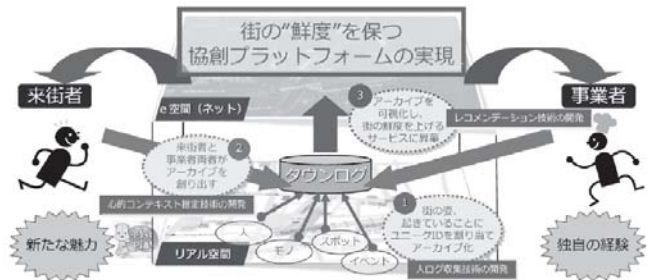 街の“鮮度”を保つ
協創プラットフォームの実現
来街者
事業者
e空間（ネット）
3
アーカイブを
可視化し、
街の鮮度を上げる
サービスに昇華
レコメンデーション技術の開発
2
来街者と
事業者両者が
アーカイブを
創り出す
タウンログ
心的コンテキスト推定技術の開発
1
街の姿、
起きていることに
ユニークIDを割り当て
アーカイブ化
人
モノ
スポット
イベント
新たな魅力
リアル空間
人ログ収集技術の開発
独自の経験